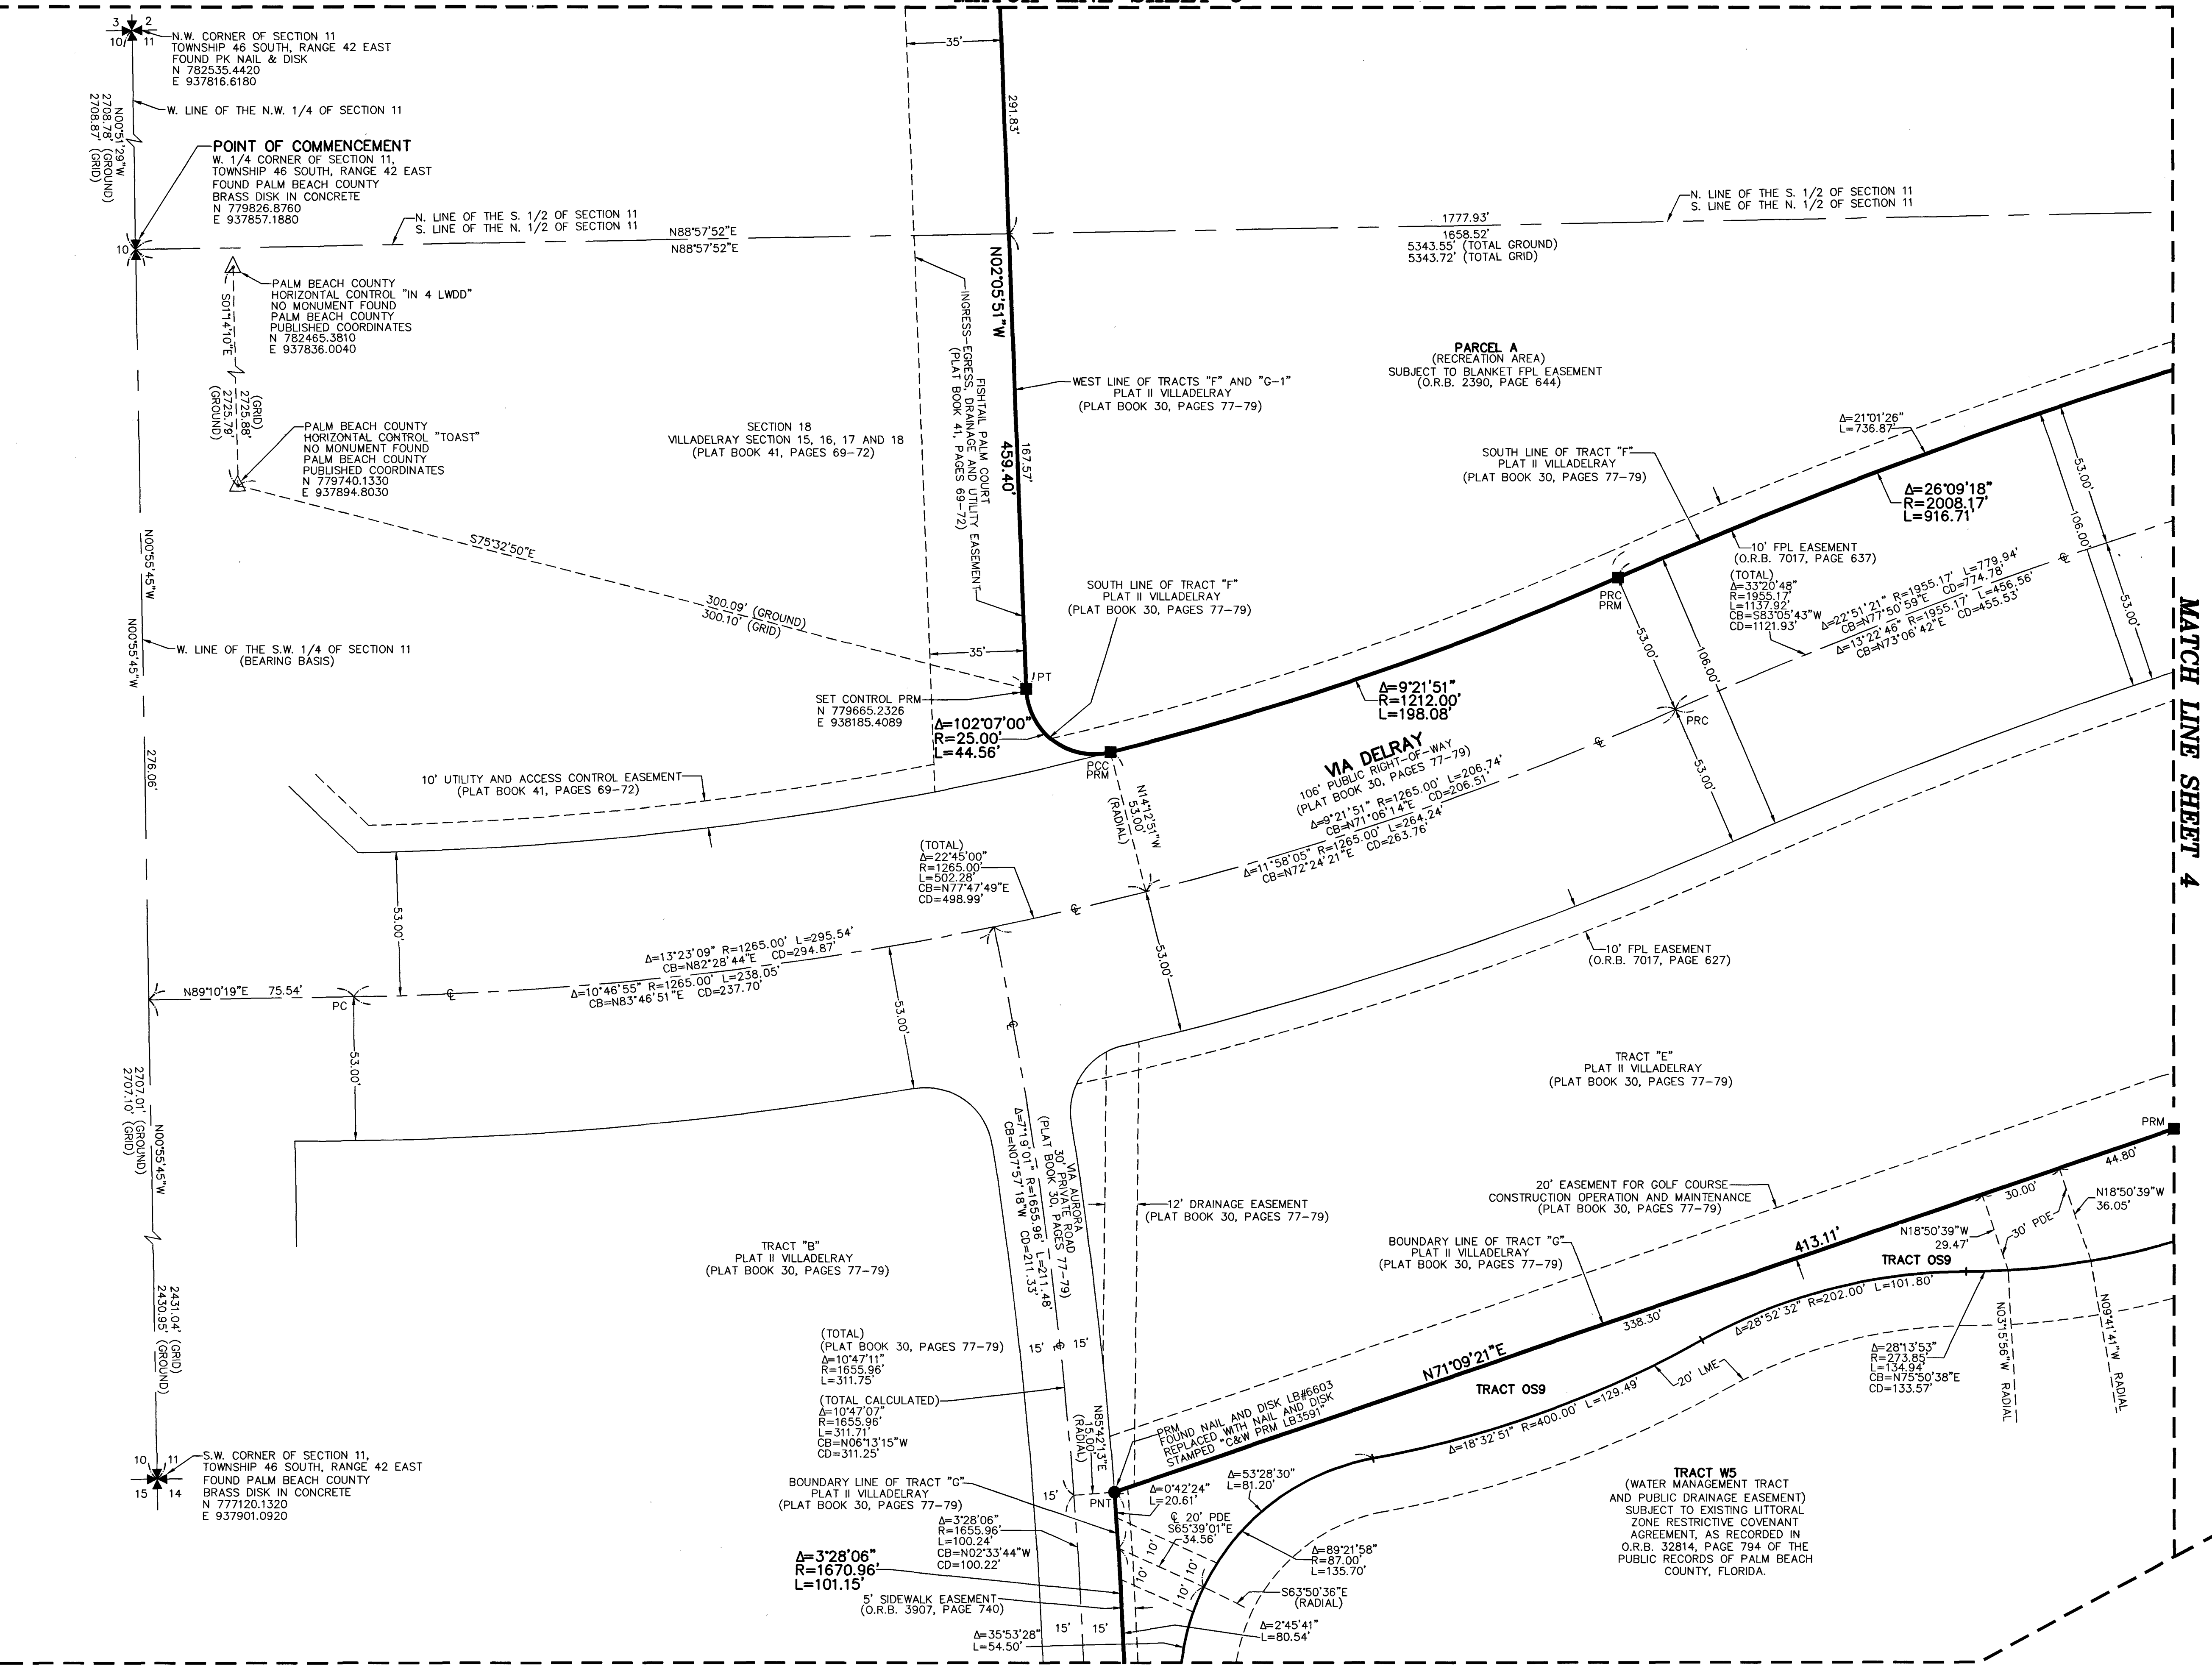 3 2
10 11
N.W. CORNER OF SECTION 11
TOWNSHIP 46 SOUTH, RANGE 42 EAST
FOUND PK NAIL & DISK
N 782535.4420
E 937816.6180
W. LINE OF THE N.W. 1/4 OF SECTION 11
N00°51'29"W
2708.78' (GROUND)
2708.87' (GRID)
POINT OF COMMENCEMENT
W. 1/4 CORNER OF SECTION 11,
TOWNSHIP 46 SOUTH, RANGE 42 EAST
FOUND PALM BEACH COUNTY
BRASS DISK IN CONCRETE
N 779826.8760
E 937857.1880
10
N. LINE OF THE S. 1/2 OF SECTION 11
S. LINE OF THE N. 1/2 OF SECTION 11
N88°57'52"E
N88°57'52"E
35'
291.83'
1777.93'
1658.52'
5343.55' (TOTAL GROUND)
5343.72' (TOTAL GRID)
N. LINE OF THE S. 1/2 OF SECTION 11
S. LINE OF THE N. 1/2 OF SECTION 11
PALM BEACH COUNTY
HORIZONTAL CONTROL "IN 4 LWDD"
NO MONUMENT FOUND
PALM BEACH COUNTY
PUBLISHED COORDINATES
N 782465.3810
E 937836.0040
S01°14'10"E
(GRID)
2725.88'
2725.79'
(GROUND)
PALM BEACH COUNTY
HORIZONTAL CONTROL "TOAST"
NO MONUMENT FOUND
PALM BEACH COUNTY
PUBLISHED COORDINATES
N 779740.1330
E 937894.8030
S75°32'50"E
300.09' (GROUND)
300.10' (GRID)
SECTION 18
VILLADELRAY SECTION 15, 16, 17 AND 18
(PLAT BOOK 41, PAGES 69-72)
FISHTAIL PALM COURT
INGRESS-EGRESS, DRAINAGE AND UTILITY EASEMENT
(PLAT BOOK 41, PAGES 69-72)
N02°05'51"W
459.40'
167.57'
WEST LINE OF TRACTS "F" AND "G-1"
PLAT II VILLADELRAY
(PLAT BOOK 30, PAGES 77-79)
PARCEL A
(RECREATION AREA)
SUBJECT TO BLANKET FPL EASEMENT
(O.R.B. 2390, PAGE 644)
Δ=21°01'26"
L=736.87'
SOUTH LINE OF TRACT "F"
PLAT II VILLADELRAY
(PLAT BOOK 30, PAGES 77-79)
Δ=26°09'18"
R=2008.17'
L=916.71'
10' FPL EASEMENT
(O.R.B. 7017, PAGE 637)
(TOTAL)
Δ=33°20'48"
R=1955.17'
L=1137.92'
CB=S83°05'43"W
CD=1121.93'
Δ=22°51'21" R=1955.17' L=779.94'
CB=N77°50'59"E CD=774.78'
Δ=13°22'46" R=1955.17' L=456.56'
CB=N73°06'42"E CD=455.53'
53.00'
106.00'
53.00'
MATCH LINE SHEET 4
PRC
PRM
53.00'
106.00'
PRC
53.00'
SOUTH LINE OF TRACT "F"
PLAT II VILLADELRAY
(PLAT BOOK 30, PAGES 77-79)
35'
PT
SET CONTROL PRM
N 779665.2326
E 938185.4089
Δ=102°07'00"
R=25.00'
L=44.56'
Δ=9°21'51"
R=1212.00'
L=198.08'
PCC
PRM
N14°12'51"W
53.00'
(RADIAL)
VIA DELRAY
106' PUBLIC RIGHT-OF-WAY
(PLAT BOOK 30, PAGES 77-79)
Δ=9°21'51" R=1265.00' L=206.74'
CB=N71°06'14"E CD=206.51'
Δ=11°58'05" R=1265.00' L=264.24'
CB=N72°24'21"E CD=263.76'
N00°55'45"W
N00°55'45"W
W. LINE OF THE S.W. 1/4 OF SECTION 11
(BEARING BASIS)
276.06'
10' UTILITY AND ACCESS CONTROL EASEMENT
(PLAT BOOK 41, PAGES 69-72)
(TOTAL)
Δ=22°45'00"
R=1265.00'
L=502.28'
CB=N77°47'49"E
CD=498.99'
53.00'
Δ=13°23'09" R=1265.00' L=295.54'
CB=N82°28'44"E CD=294.87'
Δ=10°46'55" R=1265.00' L=238.05'
CB=N83°46'51"E CD=237.70'
N89°10'19"E 75.54'
PC
53.00'
53.00'
53.00'
10' FPL EASEMENT
(O.R.B. 7017, PAGE 627)
TRACT "E"
PLAT II VILLADELRAY
(PLAT BOOK 30, PAGES 77-79)
2707.01' (GROUND)
2707.10' (GRID)
N00°55'45"W
2431.04' (GRID)
2430.95' (GROUND)
TRACT "B"
PLAT II VILLADELRAY
(PLAT BOOK 30, PAGES 77-79)
VIA AURORA
30' PRIVATE ROAD
(PLAT BOOK 30, PAGES 77-79)
Δ=7°19'01" R=1655.96' L=211.48'
CB=N07°57'18"W CD=211.33'
12' DRAINAGE EASEMENT
(PLAT BOOK 30, PAGES 77-79)
20' EASEMENT FOR GOLF COURSE
CONSTRUCTION OPERATION AND MAINTENANCE
(PLAT BOOK 30, PAGES 77-79)
BOUNDARY LINE OF TRACT "G"
PLAT II VILLADELRAY
(PLAT BOOK 30, PAGES 77-79)
PRM
44.80'
30.00'
N18°50'39"W
36.05'
30' PDE
N18°50'39"W
29.47'
413.11'
TRACT OS9
338.30'
N71°09'21"E
TRACT OS9
Δ=28°52'32" R=202.00' L=101.80'
20' LME
Δ=18°32'51" R=400.00' L=129.49'
Δ=28°13'53"
R=273.85'
L=134.94'
CB=N75°50'38"E
CD=133.57'
N03°15'56"W RADIAL
N09°41'41"W RADIAL
(TOTAL)
(PLAT BOOK 30, PAGES 77-79)
Δ=10°47'11"
R=1655.96'
L=311.75'
(TOTAL CALCULATED)
Δ=10°47'07"
R=1655.96'
L=311.71'
CB=N06°13'15"W
CD=311.25'
15' 15'
N85°42'13"E
15.00'
(RADIAL)
PRM
FOUND NAIL AND DISK LB#6603
REPLACED WITH NAIL AND DISK
STAMPED "C&W PRM LB3591"
10 11
15 14
S.W. CORNER OF SECTION 11,
TOWNSHIP 46 SOUTH, RANGE 42 EAST
FOUND PALM BEACH COUNTY
BRASS DISK IN CONCRETE
N 777120.1320
E 937901.0920
BOUNDARY LINE OF TRACT "G"
PLAT II VILLADELRAY
(PLAT BOOK 30, PAGES 77-79)
15'
PNT
Δ=0°42'24"
L=20.61'
Δ=53°28'30"
L=81.20'
℄ 20' PDE
S65°39'01"E
34.56'
10' 10'
10' 10'
Δ=3°28'06"
R=1655.96'
L=100.24'
CB=N02°33'44"W
CD=100.22'
Δ=3°28'06"
R=1670.96'
L=101.15'
5' SIDEWALK EASEMENT
(O.R.B. 3907, PAGE 740)
Δ=89°21'58"
R=87.00'
L=135.70'
S63°50'36"E
(RADIAL)
15' 15'
Δ=35°53'28"
L=54.50'
Δ=2°45'41"
L=80.54'
TRACT W5
(WATER MANAGEMENT TRACT
AND PUBLIC DRAINAGE EASEMENT)
SUBJECT TO EXISTING LITTORAL
ZONE RESTRICTIVE COVENANT
AGREEMENT, AS RECORDED IN
O.R.B. 32814, PAGE 794 OF THE
PUBLIC RECORDS OF PALM BEACH
COUNTY, FLORIDA.